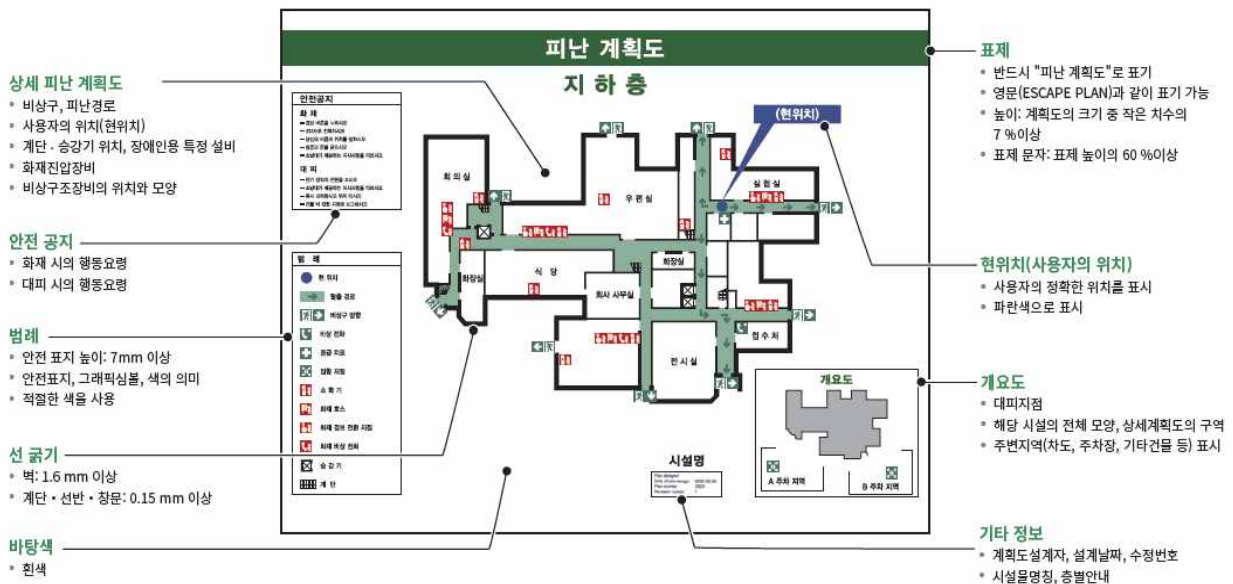 피난 계획도
지하층
상세 피난 계획도
• 비상구, 피난경로
• 사용자의 위치(현위치)
• 계단 · 승강기 위치, 장애인용 특정 설비
• 화재진압장비
• 비상구조장비의 위치와 모양
안전 공지
• 화재 시의 행동요령
• 대피 시의 행동요령
범례
• 안전 표지 높이: 7mm 이상
• 안전표지, 그래픽심볼, 색의 의미
• 적절한 색을 사용
선 굵기
• 벽: 1.6 mm 이상
• 계단・선반・창문: 0.15 mm 이상
바탕색
• 흰색
안전공지
화 재
대 피
범 례
현 위치
탈출 경로
비상구 방향
비상 전화
응급 치료
집합 지점
소 화 기
화재 호스
화재 경보 전환 지점
화재 비상 전화
승 강 기
계 단
(현위치)
회의실
우편실
실험실
화장실
식 당
회사 사무실
화장실
전시실
접수처
개요도
A 주차 지역
B 주차 지역
시설명
표제
• 반드시 "피난 계획도"로 표기
• 영문(ESCAPE PLAN)과 같이 표기 가능
• 높이: 계획도의 크기 중 작은 치수의
7 %이상
• 표제 문자: 표제 높이의 60 %이상
현위치(사용자의 위치)
• 사용자의 정확한 위치를 표시
• 파란색으로 표시
개요도
• 대피지점
• 해당 시설의 전체 모양, 상세계획도의 구역
• 주변지역(차도, 주차장, 기타건물 등) 표시
기타 정보
• 계획도설계자, 설계날짜, 수정번호
• 시설물명칭, 층별안내